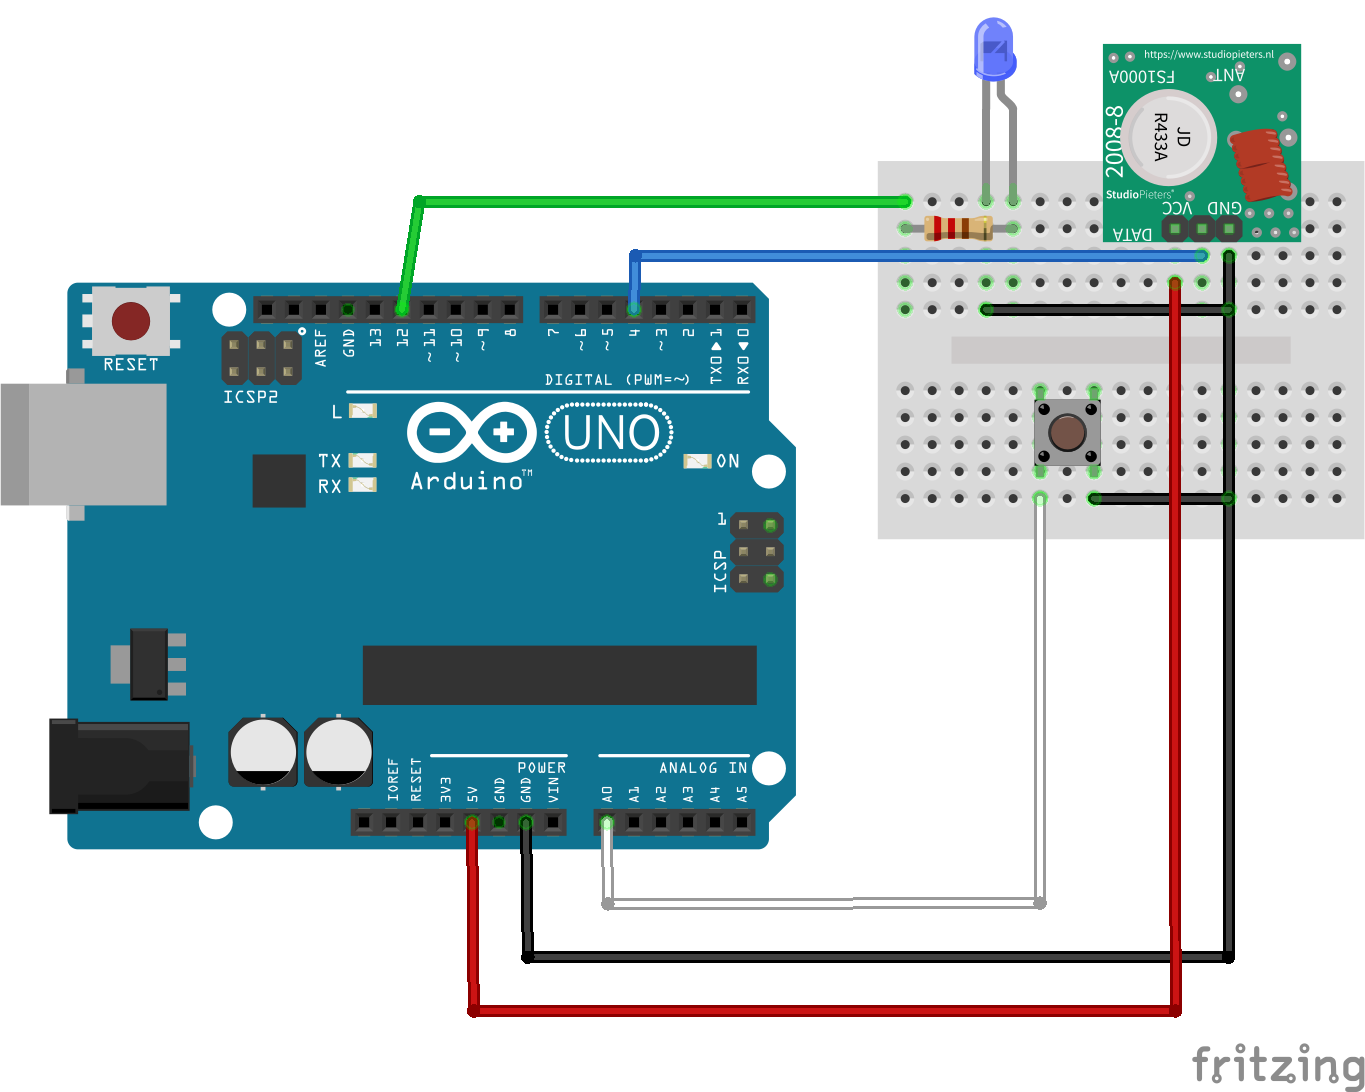 https://www.studiopieters.nl
FS1000A
ANT
2008-8
JD
R433A
StudioPieters®
VCC
GND
DATA
RESET
ICSP2
AREF
GND
13
12
~11
~10
~9
8
7
~6
~5
4
~3
2
TX0▶1
RX0◀0
DIGITAL (PWM=~)
L
TX
RX
UNO
ON
Arduino™
1
ICSP
IOREF
RESET
3V3
5V
GND
GND
VIN
POWER
ANALOG IN
A0
A1
A2
A3
A4
A5
fritzing